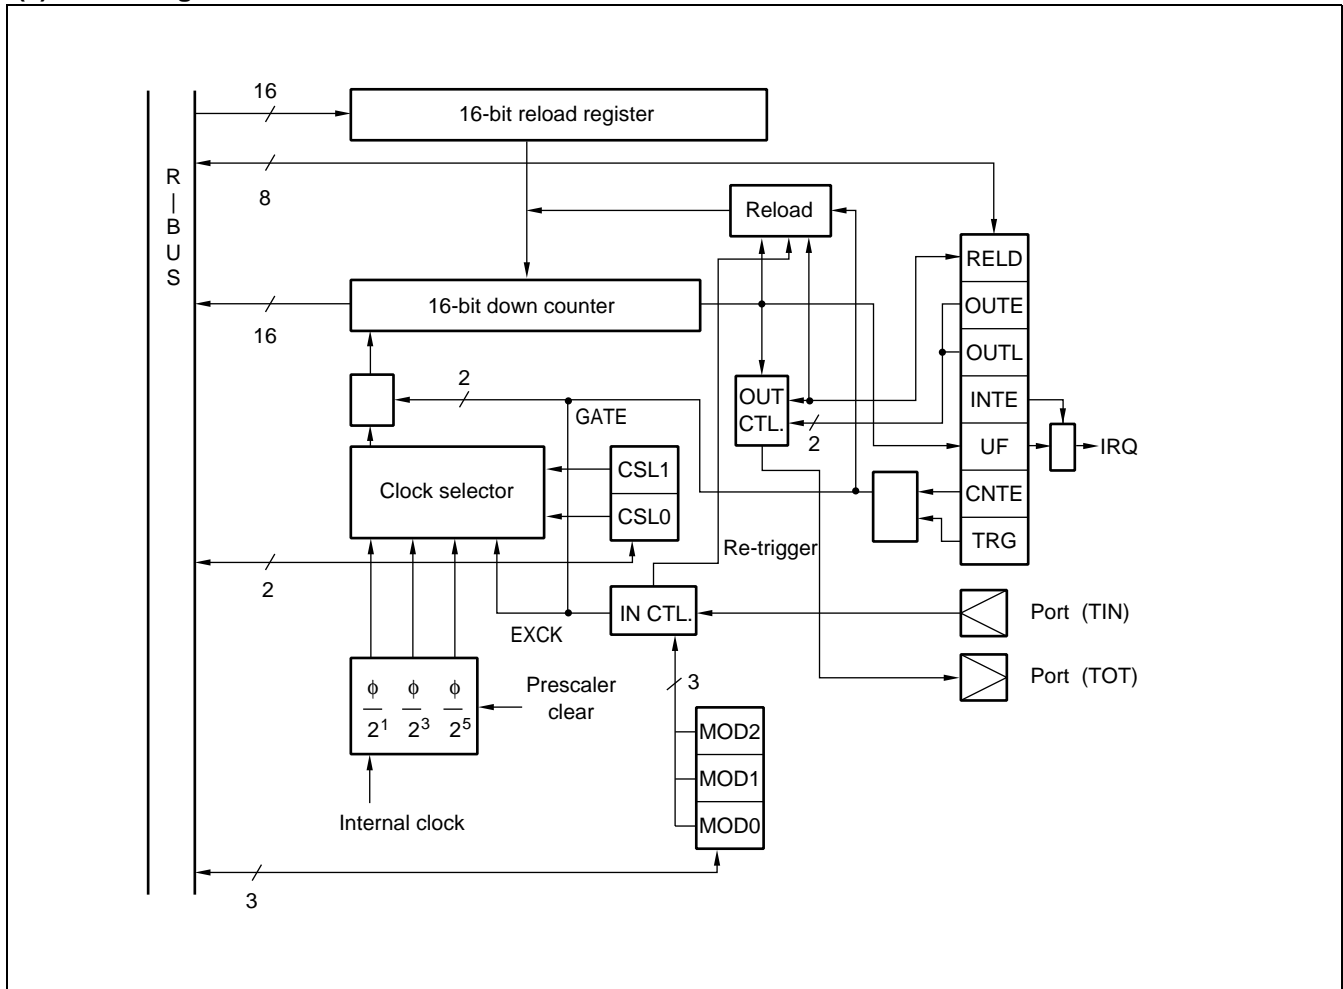 16
16-bit reload register
8
R
|
B
U
S
Reload
RELD
16-bit down counter
OUTE
16
OUTL
2
GATE
OUT
CTL.
2
INTE
UF
IRQ
CSL1
Clock selector
CSL0
CNTE
TRG
Re-trigger
2
IN CTL.
Port (TIN)
EXCK
3
Port (TOT)
Prescaler
clear
ϕ ϕ ϕ
2¹ 2³ 2⁵
MOD2
MOD1
MOD0
Internal clock
3